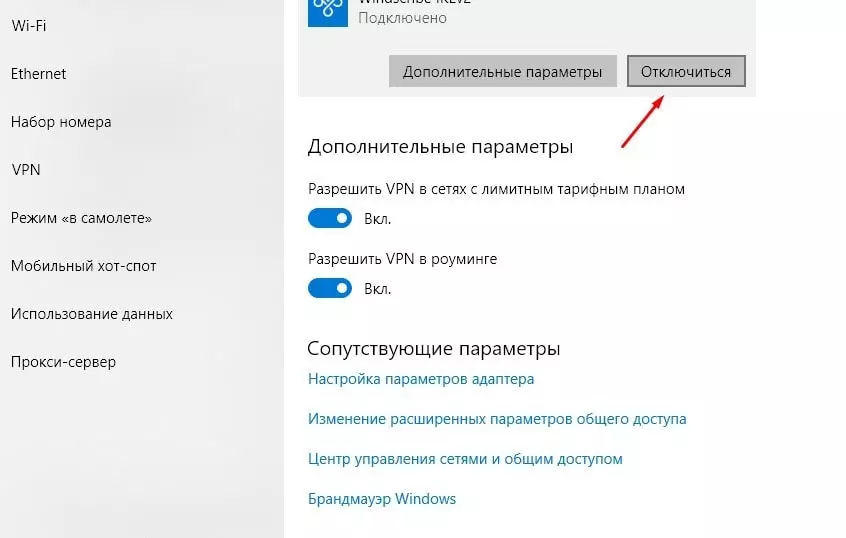 Wi-Fi
Ethernet
Набор номера
VPN
Режим «в самолете»
Мобильный хот-спот
Использование данных
Прокси-сервер
Windscribe IKEv2
Подключено
Дополнительные параметры
Отключиться
Дополнительные параметры
Разрешить VPN в сетях с лимитным тарифным планом
Вкл.
Разрешить VPN в роуминге
Вкл.
Сопутствующие параметры
Настройка параметров адаптера
Изменение расширенных параметров общего доступа
Центр управления сетями и общим доступом
Брандмауэр Windows